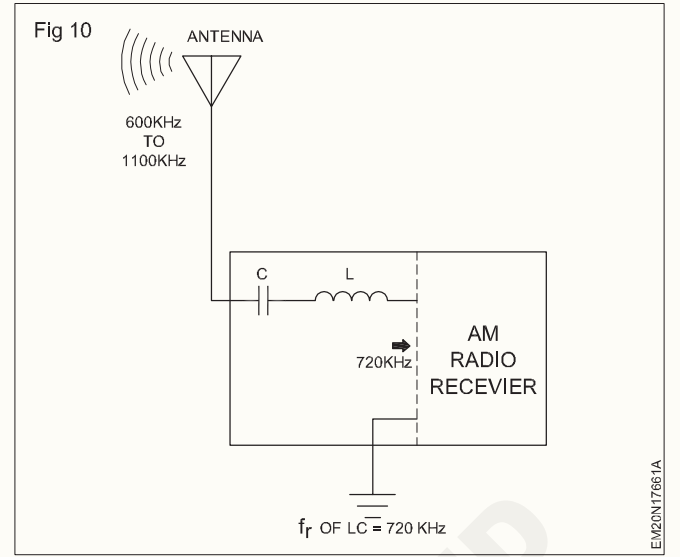 Fig 10
ANTENNA
600KHz
TO
1100KHz
C
L
720KHz
AM
RADIO
RECEVIER
fr OF LC = 720 KHz
EM20N17661A